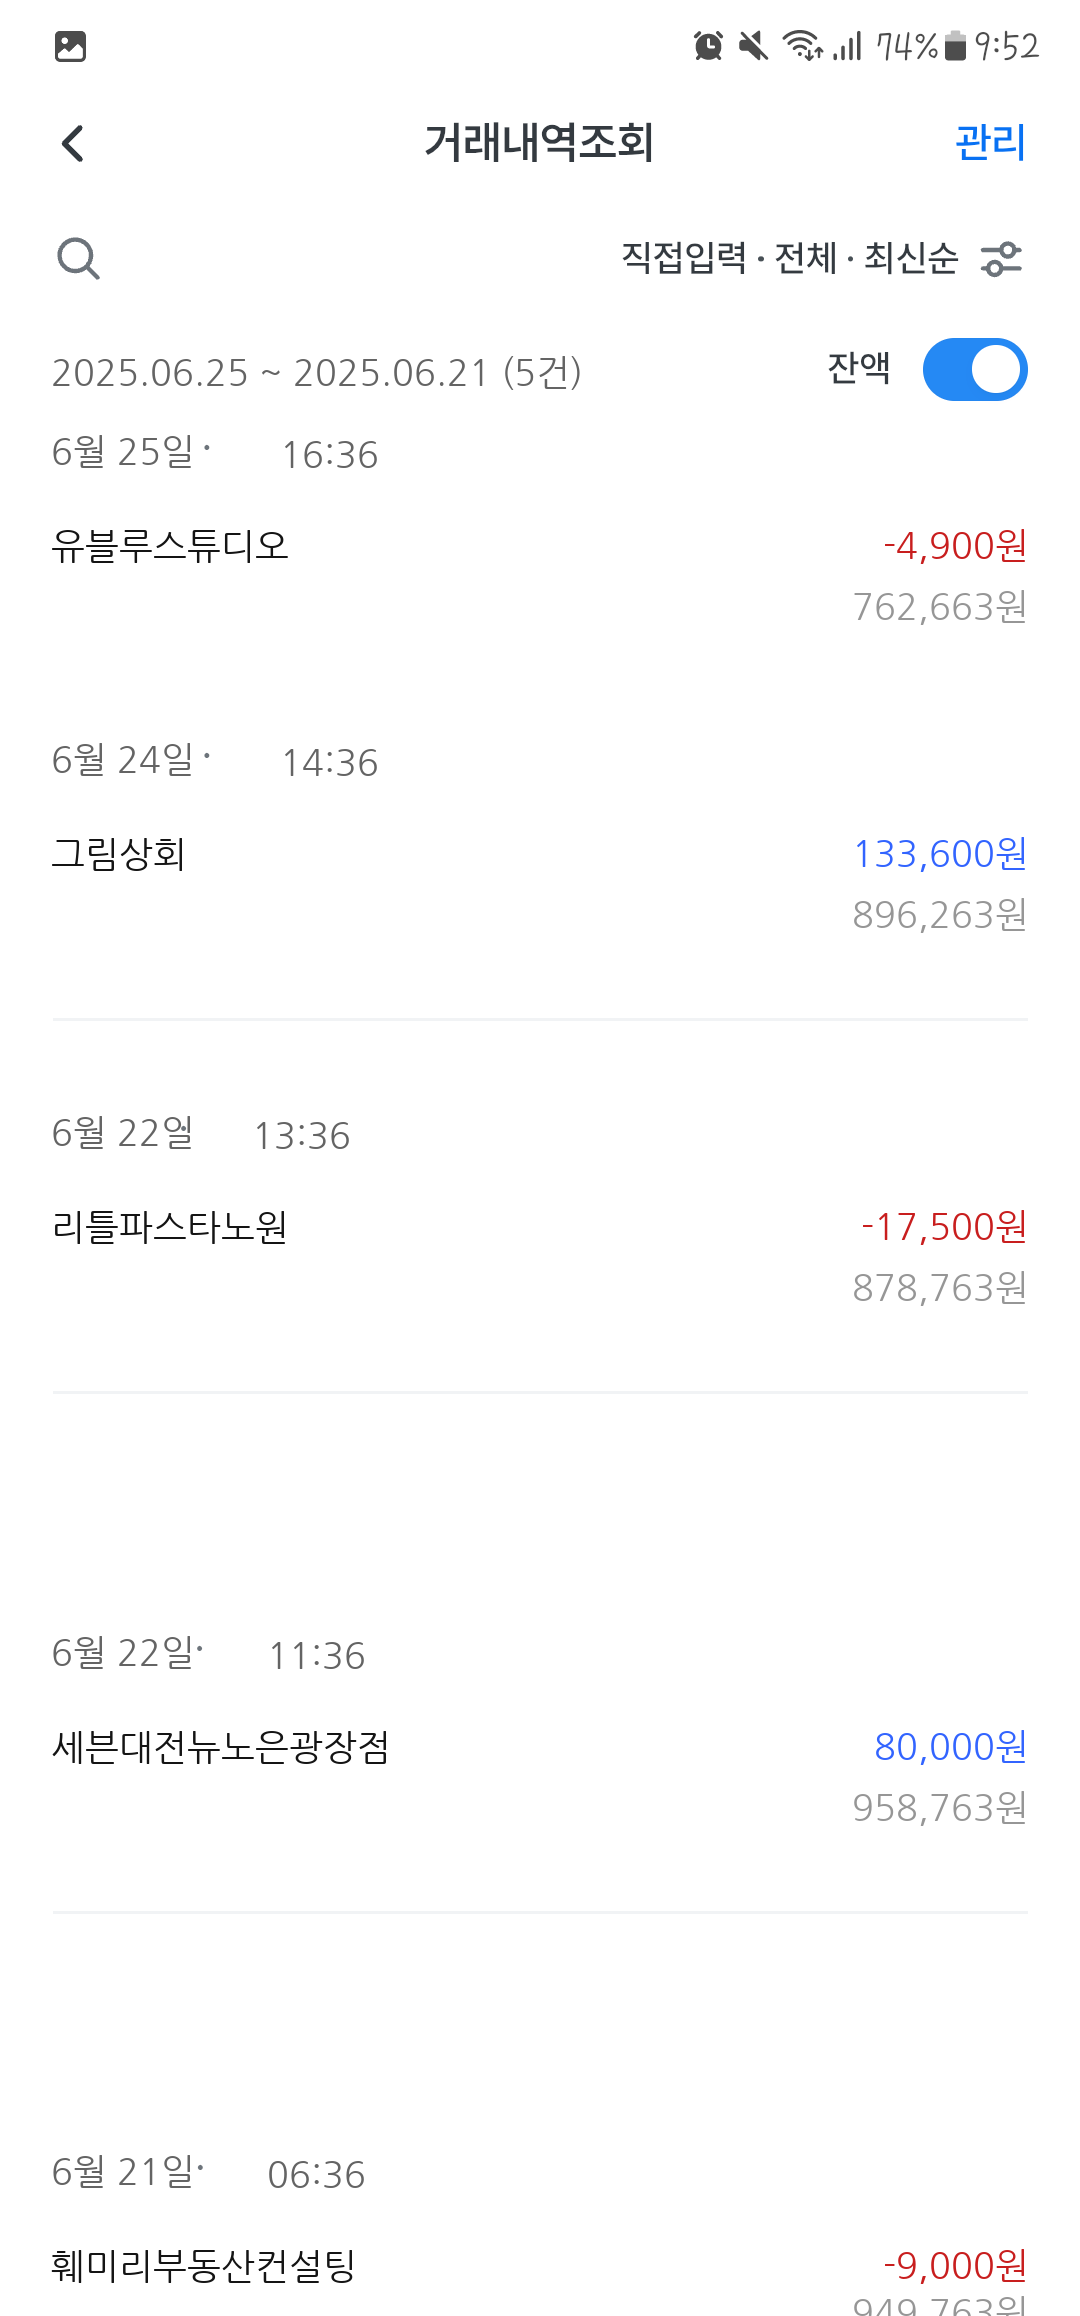 74% 9:52
거래내역조회 관리
직접입력 · 전체 · 최신순
2025.06.25 ~ 2025.06.21 (5건) 잔액
6월 25일 · 16:36
유블루스튜디오 -4,900원
762,663원
6월 24일 · 14:36
그림상회 133,600원
896,263원
6월 22일 13:36
리틀파스타노원 -17,500원
878,763원
6월 22일· 11:36
세븐대전뉴노은광장점 80,000원
958,763원
6월 21일· 06:36
훼미리부동산컨설팅 -9,000원
949,763원